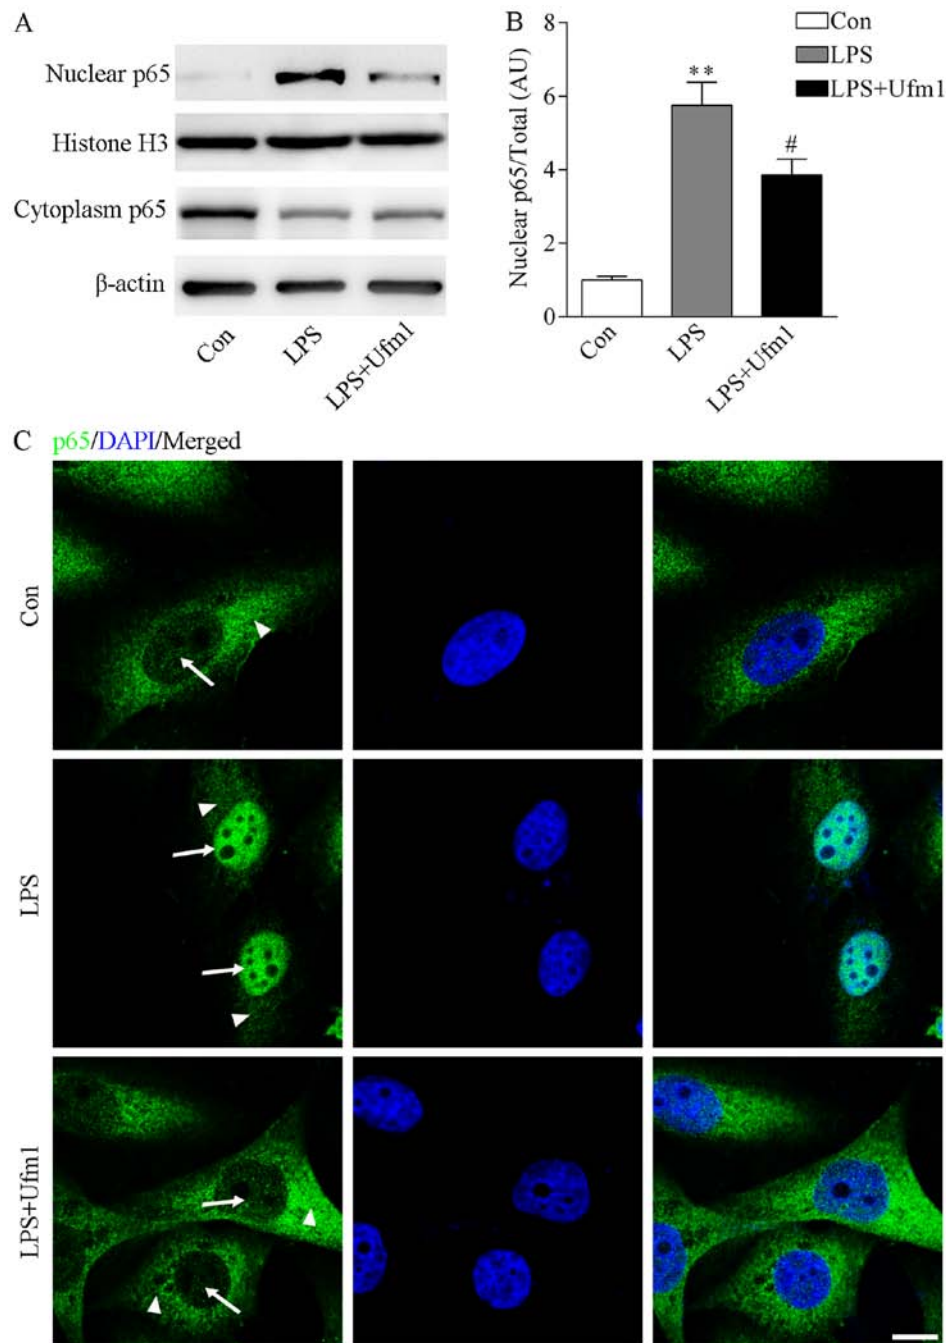 A
Nuclear p65
Histone H3
Cytoplasm p65
β-actin
Con
LPS
LPS+Ufm1
B
Con
LPS
LPS+Ufm1
Nuclear p65/Total (AU)
8
6
4
2
0
**
#
Con
LPS
LPS+Ufm1
C p65/DAPI/Merged
Con
LPS
LPS+Ufm1